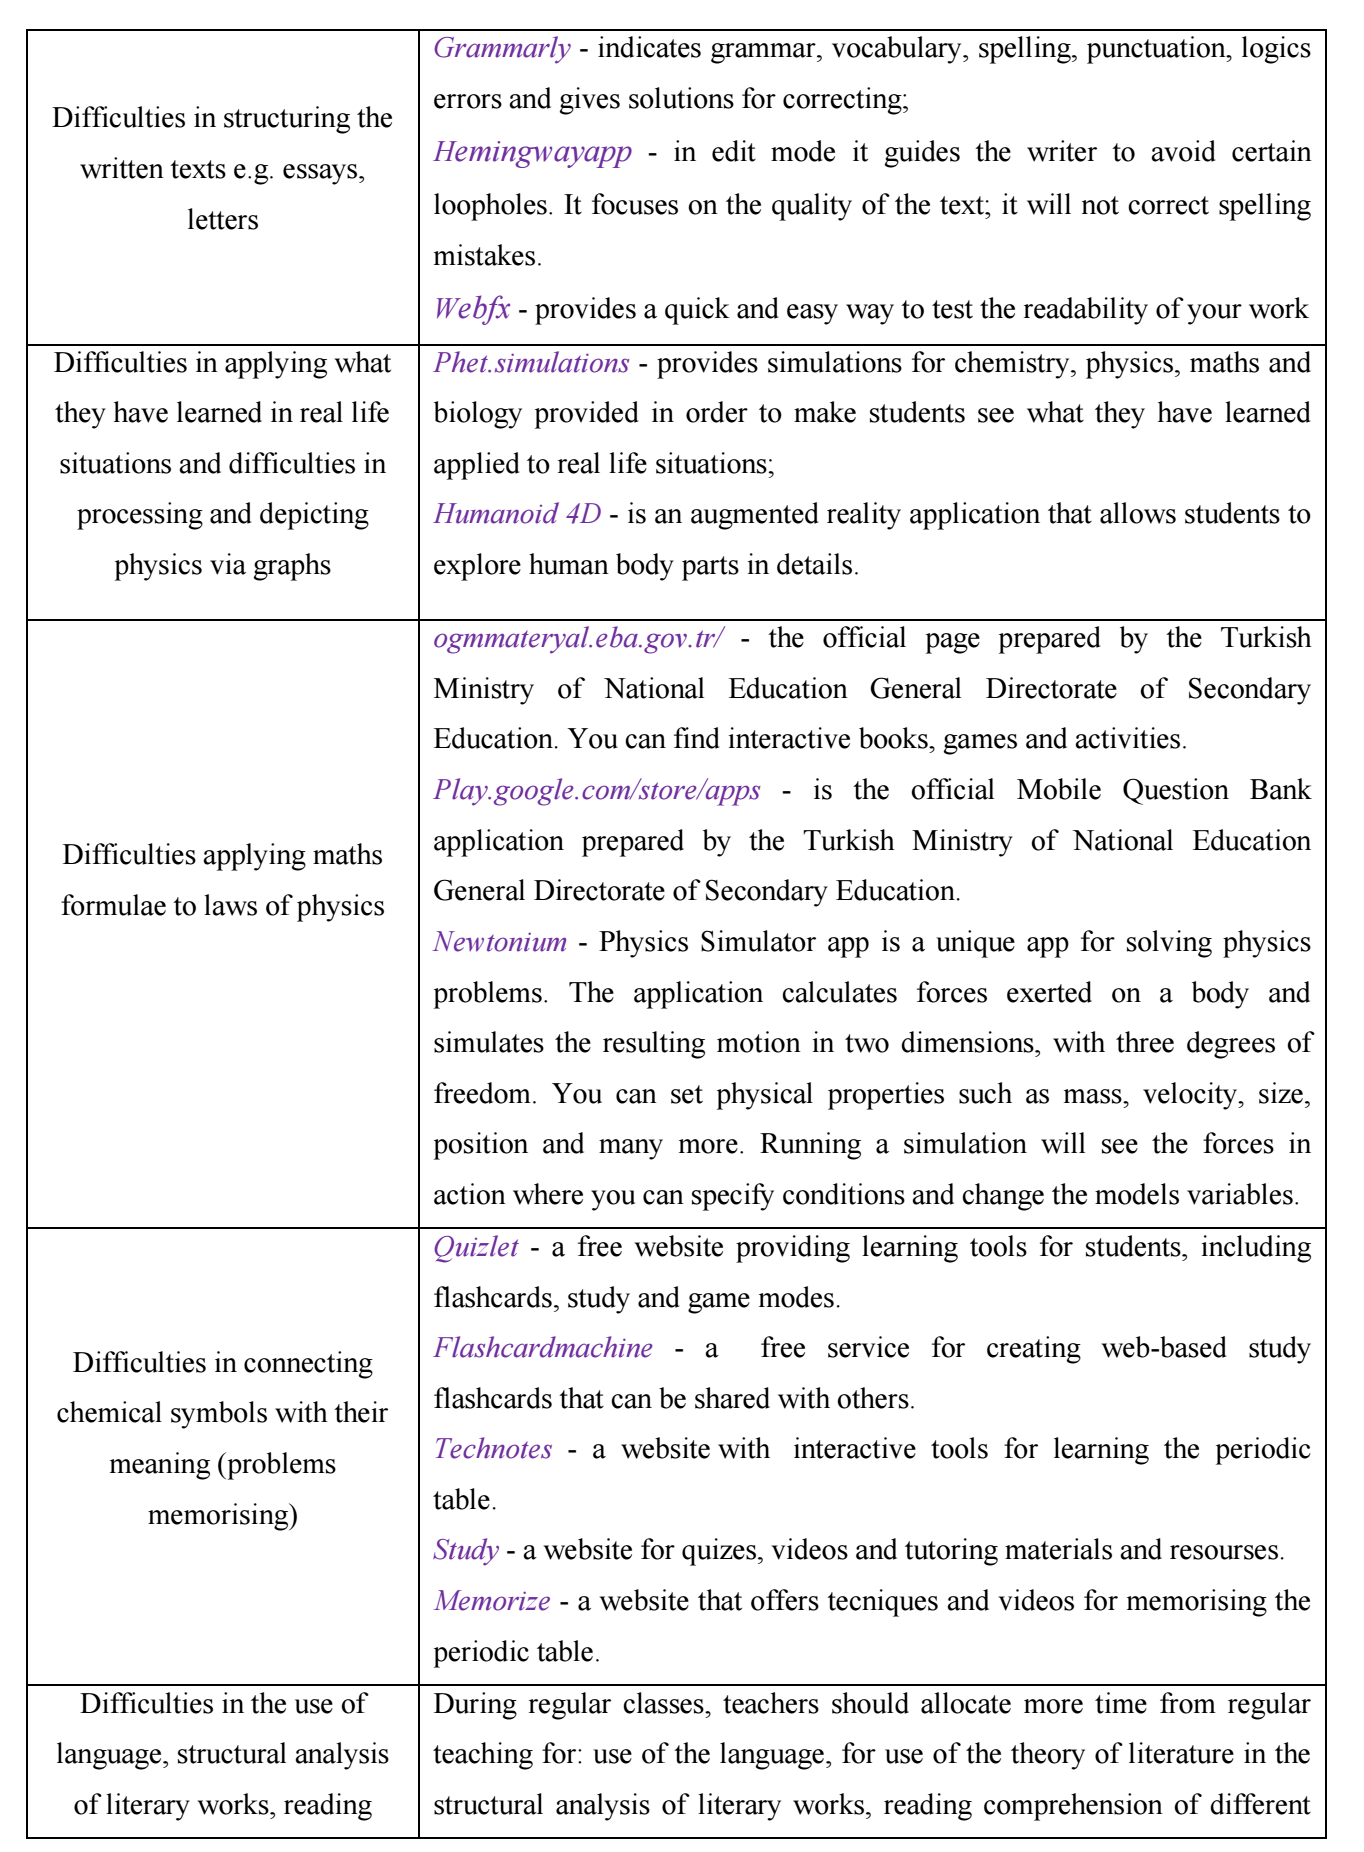 Difficulties in structuring the
written texts e.g. essays,
letters
Grammarly - indicates grammar, vocabulary, spelling, punctuation, logics
errors and gives solutions for correcting;
Hemingwayapp - in edit mode it guides the writer to avoid certain
loopholes. It focuses on the quality of the text; it will not correct spelling
mistakes.
Webfx - provides a quick and easy way to test the readability of your work
Difficulties in applying what
they have learned in real life
situations and difficulties in
processing and depicting
physics via graphs
Phet.simulations - provides simulations for chemistry, physics, maths and
biology provided in order to make students see what they have learned
applied to real life situations;
Humanoid 4D - is an augmented reality application that allows students to
explore human body parts in details.
Difficulties applying maths
formulae to laws of physics
ogmmateryal.eba.gov.tr/ - the official page prepared by the Turkish
Ministry of National Education General Directorate of Secondary
Education. You can find interactive books, games and activities.
Play.google.com/store/apps - is the official Mobile Question Bank
application prepared by the Turkish Ministry of National Education
General Directorate of Secondary Education.
Newtonium - Physics Simulator app is a unique app for solving physics
problems. The application calculates forces exerted on a body and
simulates the resulting motion in two dimensions, with three degrees of
freedom. You can set physical properties such as mass, velocity, size,
position and many more. Running a simulation will see the forces in
action where you can specify conditions and change the models variables.
Difficulties in connecting
chemical symbols with their
meaning (problems
memorising)
Quizlet - a free website providing learning tools for students, including
flashcards, study and game modes.
Flashcardmachine - a free service for creating web-based study
flashcards that can be shared with others.
Technotes - a website with interactive tools for learning the periodic
table.
Study - a website for quizes, videos and tutoring materials and resourses.
Memorize - a website that offers tecniques and videos for memorising the
periodic table.
Difficulties in the use of
language, structural analysis
of literary works, reading
During regular classes, teachers should allocate more time from regular
teaching for: use of the language, for use of the theory of literature in the
structural analysis of literary works, reading comprehension of different